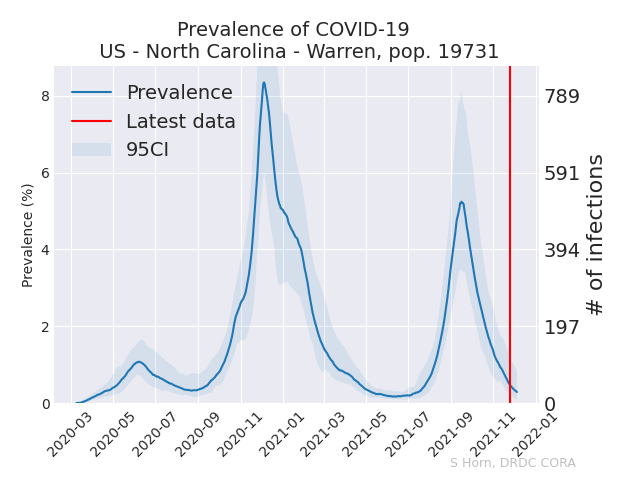 Prevalence of COVID-19
US - North Carolina - Warren, pop. 19731
Prevalence
Latest data
95CI
Prevalence (%)
8
6
4
2
0
789
591
394
197
0
# of infections
2020-03
2020-05
2020-07
2020-09
2020-11
2021-01
2021-03
2021-05
2021-07
2021-09
2021-11
2022-01
S Horn, DRDC CORA